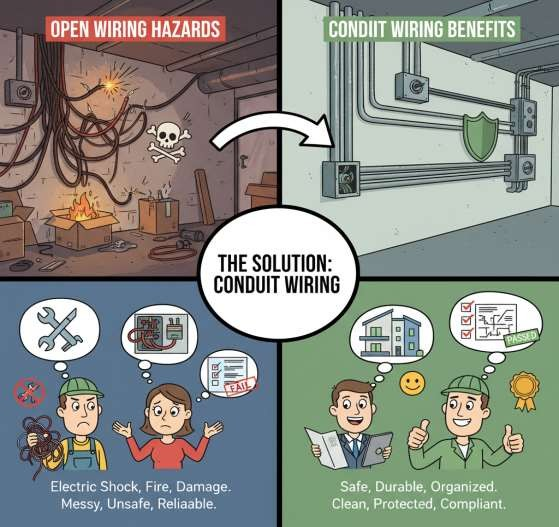 OPEN WIRING HAZARDS
CONDUIT WIRING BENEFITS
THE SOLUTION:
CONDUIT WIRING
FAIL
PASSED
Electric Shock, Fire, Damage.
Messy, Unsafe, Reliaable.
Safe, Durable, Organized.
Clean, Protected, Compliant.